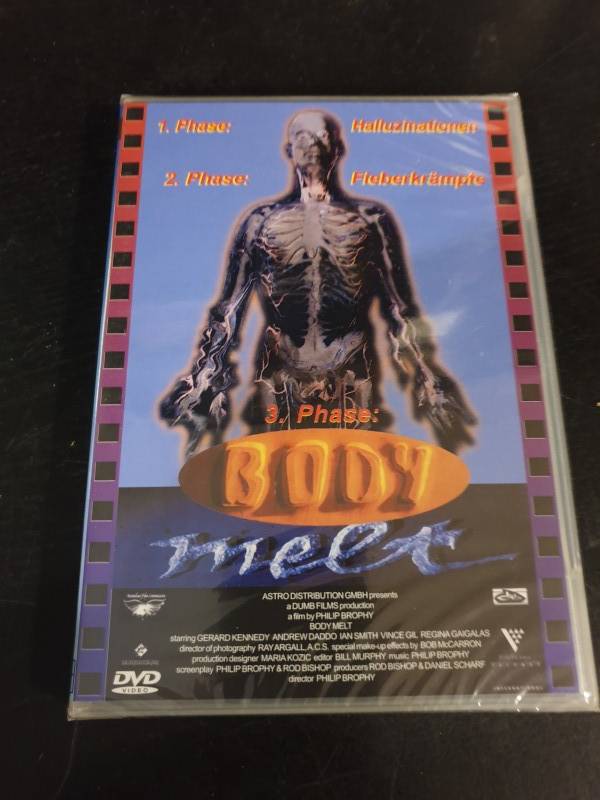 1. Phase: Halluzinationen
2. Phase: Fieberkrämpfe
3. Phase:
BODY
melt
ASTRO DISTRIBUTION GMBH presents
a DUMB FILMS production
a film by PHILIP BROPHY
BODY MELT
starring GERARD KENNEDY ANDREW DADDO IAN SMITH VINCE GIL REGINA GAIGALAS
director of photography RAY ARGALL, A.C.S. special make-up effects by BOB McCARRON
production designer MARIA KOZIC editor BILL MURPHY music PHILIP BROPHY
screenplay PHILIP BROPHY & ROD BISHOP producers ROD BISHOP & DANIEL SCHARF
director PHILIP BROPHY
DVD
VIDEO